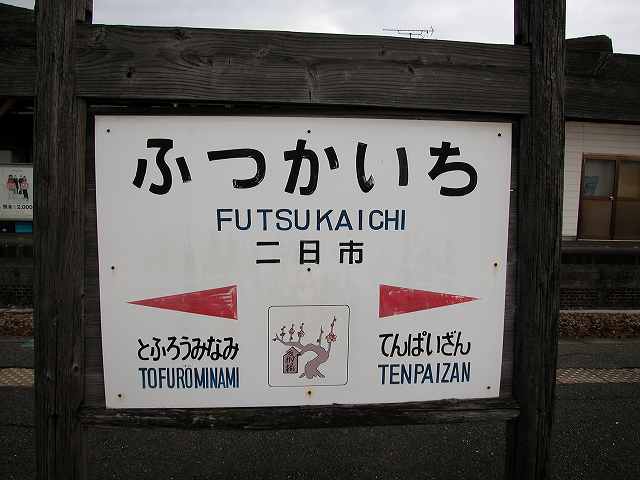 ふつかいち
FUTSUKAICHI
二日市
とふろうみなみ
TOFUROMINAMI
てんぱいざん
TENPAIZAN